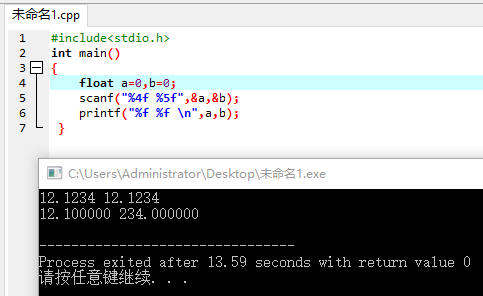 未命名1.cpp
1 #include<stdio.h>
2 int main()
3 {
4 float a=0,b=0;
5 scanf("%4f %5f",&a,&b);
6 printf("%f %f \n",a,b);
7 }
C:\Users\Administrator\Desktop\未命名1.exe
12.1234 12.1234
12.100000 234.000000
--------------------------------
Process exited after 13.59 seconds with return value 0
请按任意键继续. . .